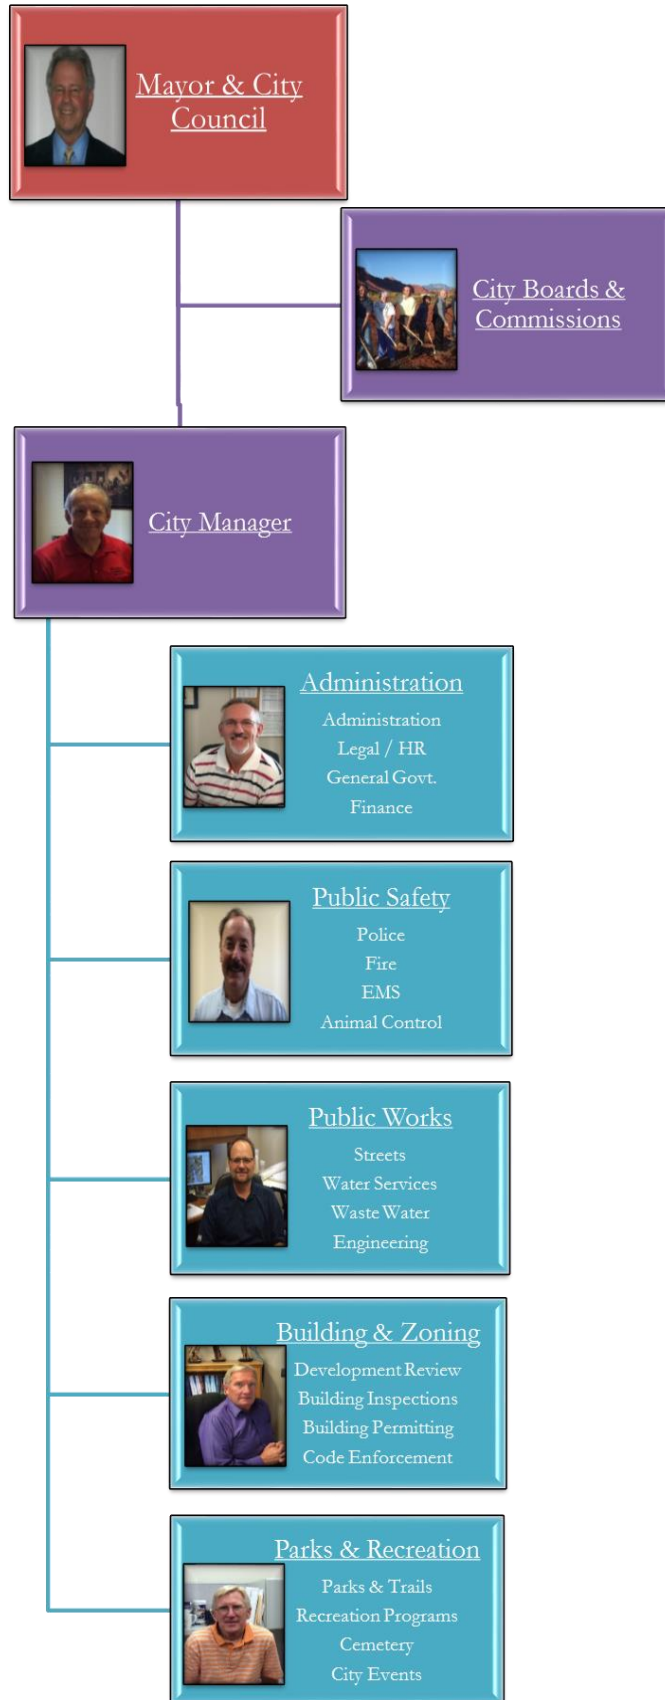 Mayor & City
Council
City Boards &
Commissions
City Manager
Administration
Administration
Legal / HR
General Govt.
Finance
Public Safety
Police
Fire
EMS
Animal Control
Public Works
Streets
Water Services
Waste Water
Engineering
Building & Zoning
Development Review
Building Inspections
Building Permitting
Code Enforcement
Parks & Recreation
Parks & Trails
Recreation Programs
Cemetery
City Events